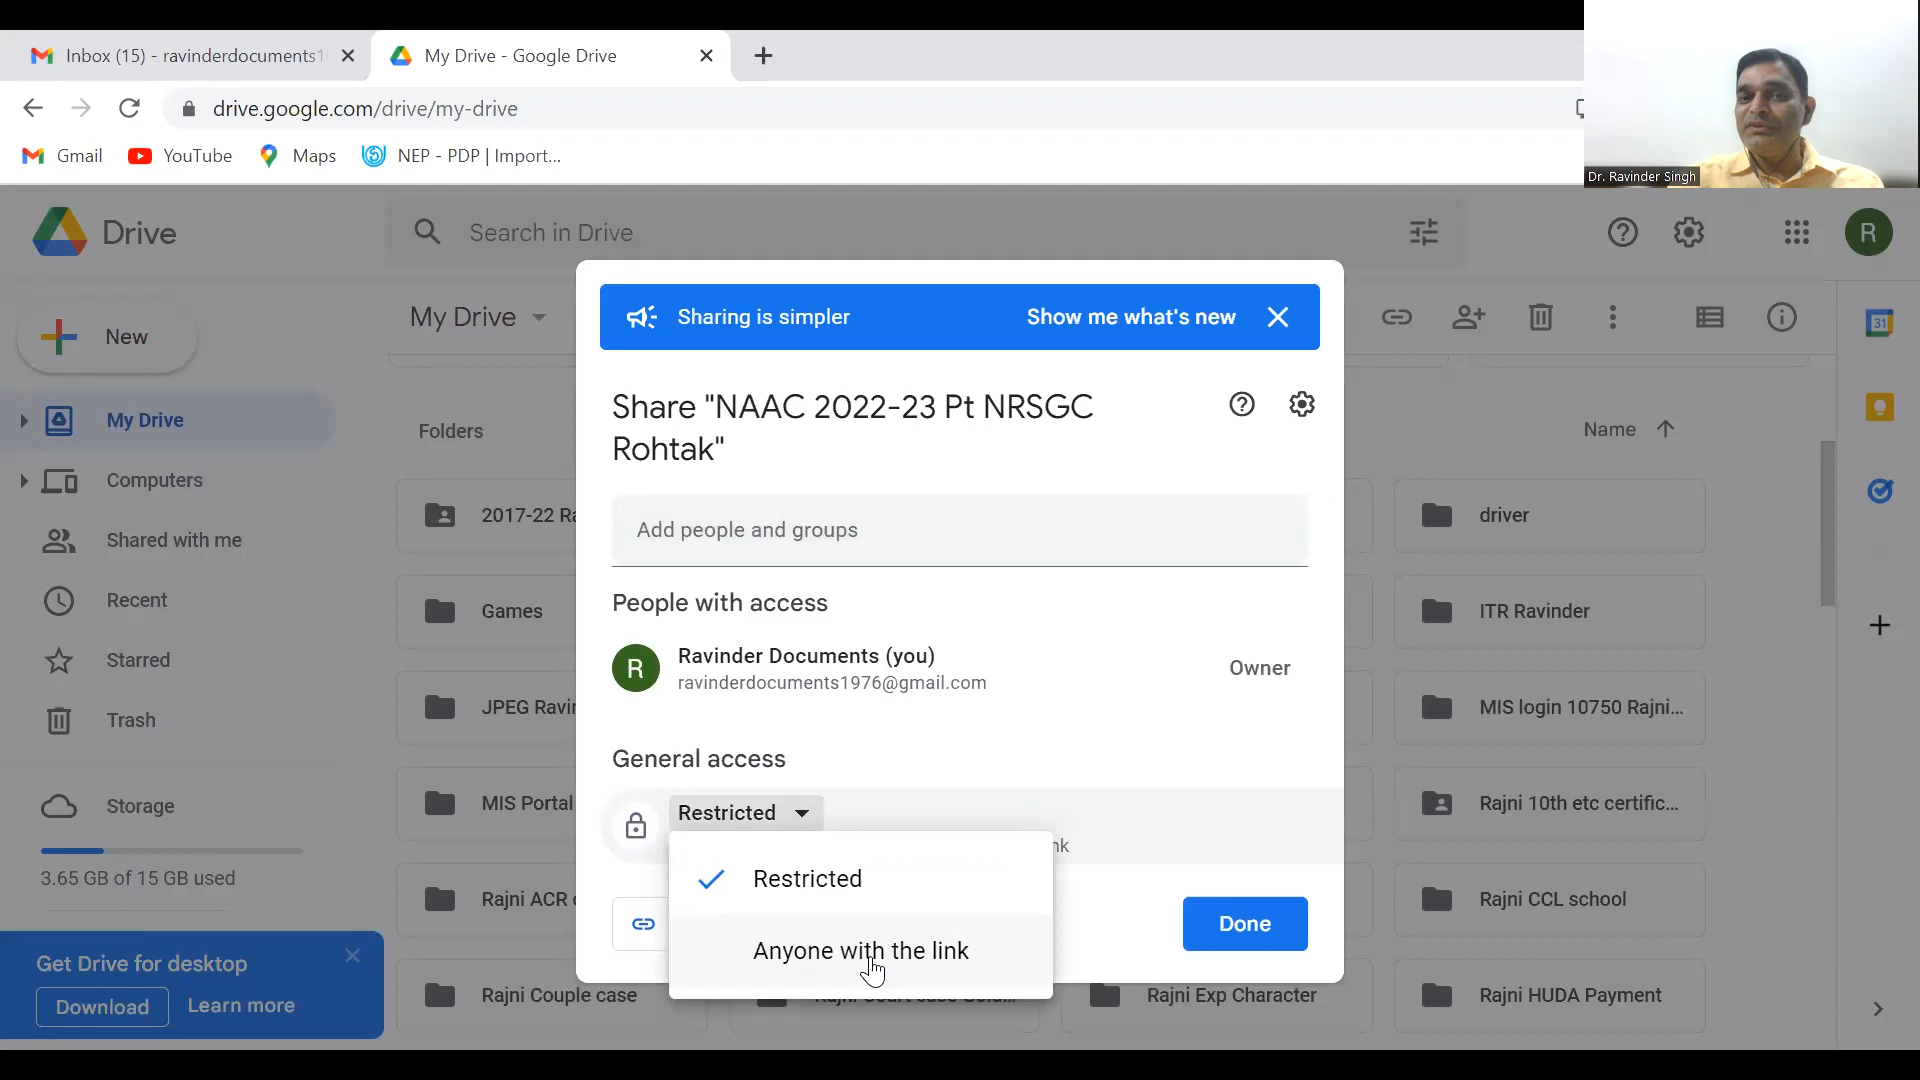 Inbox (15) - ravinderdocuments1
My Drive - Google Drive
drive.google.com/drive/my-drive
Gmail
YouTube
Maps
NEP - PDP | Import...
Dr. Ravinder Singh
Drive
Search in Drive
R
New
My Drive
Sharing is simpler
Show me what's new
31
Share "NAAC 2022-23 Pt NRSGC
Rohtak"
My Drive
Folders
Name
Computers
2017-22 Ra
driver
Shared with me
Add people and groups
Recent
Games
People with access
ITR Ravinder
Starred
R
Ravinder Documents (you)
ravinderdocuments1976@gmail.com
Owner
Trash
JPEG Ravin
MIS login 10750 Rajni...
General access
Storage
MIS Portal
Restricted
Rajni 10th etc certific...
3.65 GB of 15 GB used
Restricted
Rajni ACR
Rajni CCL school
Done
Anyone with the link
Get Drive for desktop
Download
Learn more
Rajni Couple case
Rajni Exp Character
Rajni HUDA Payment